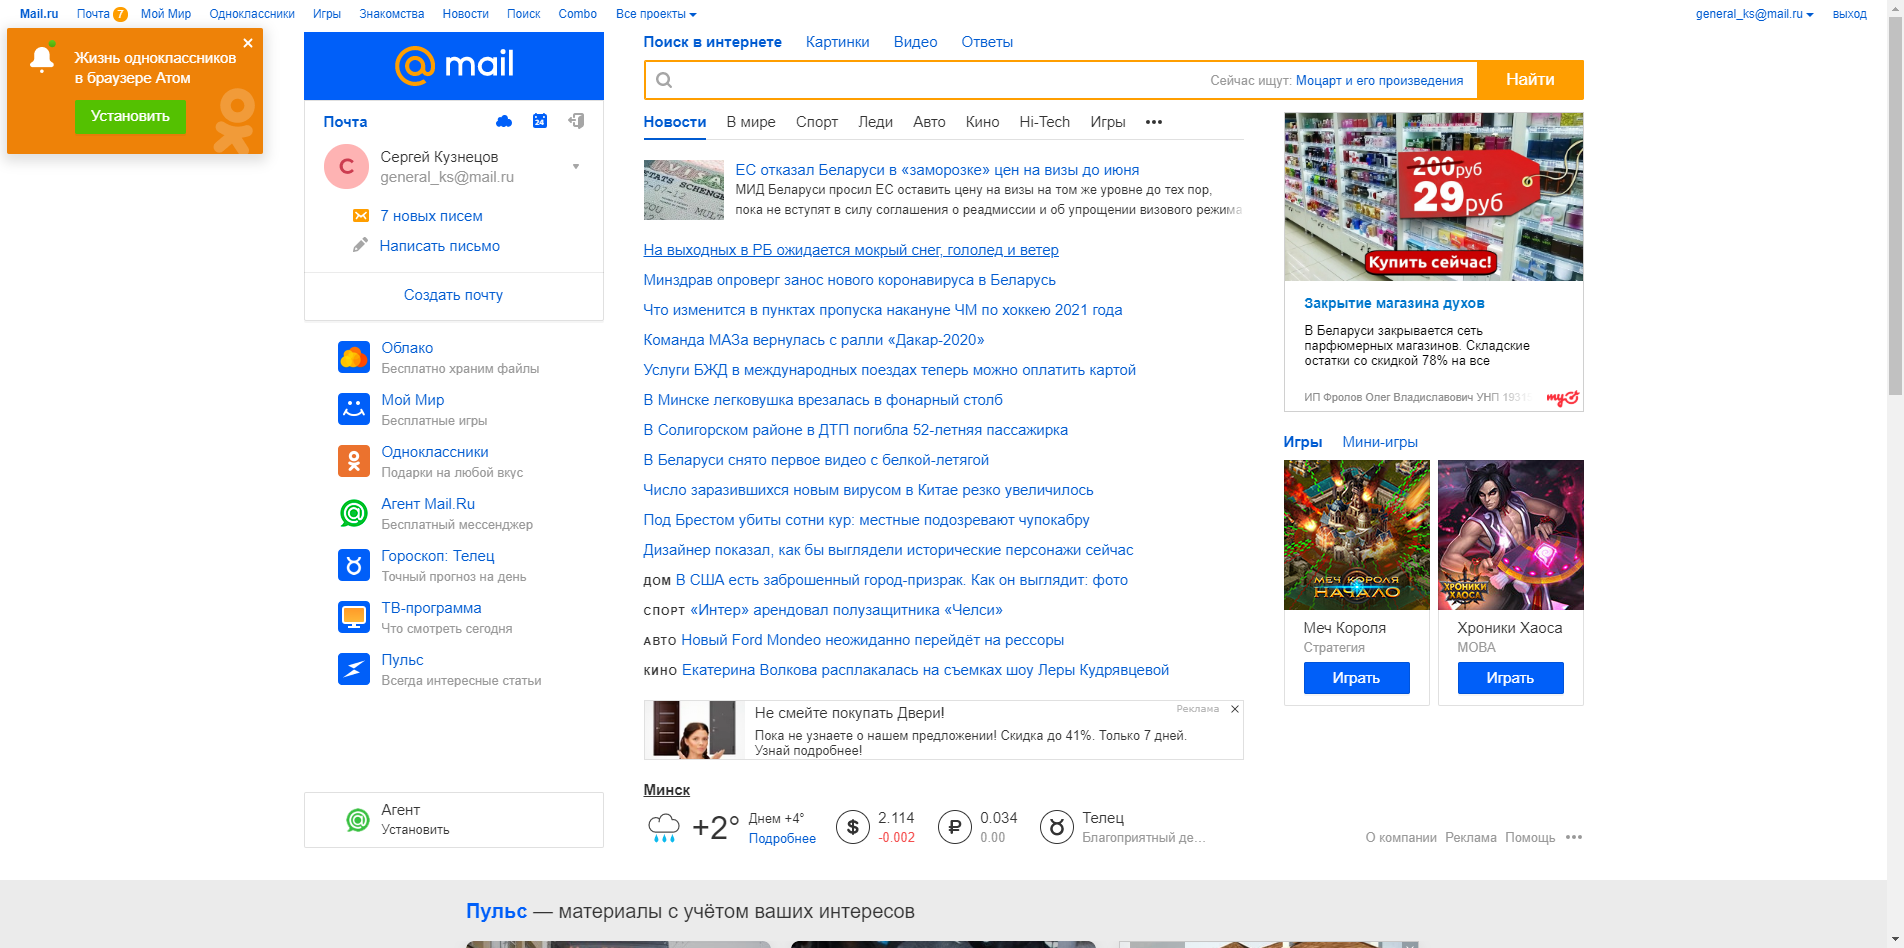 Mail.ru Почта 7 Мой Мир Одноклассники Игры Знакомства Новости Поиск Combo Все проекты
general_ks@mail.ru выход
Жизнь одноклассников
в браузере Атом
Установить
@mail
Почта
24
С
Сергей Кузнецов
general_ks@mail.ru
7 новых писем
Написать письмо
Создать почту
Облако
Бесплатно храним файлы
Мой Мир
Бесплатные игры
Одноклассники
Подарки на любой вкус
Агент Mail.Ru
Бесплатный мессенджер
Гороскоп: Телец
Точный прогноз на день
ТВ-программа
Что смотреть сегодня
Пульс
Всегда интересные статьи
Агент
Установить
Поиск в интернете Картинки Видео Ответы
Сейчас ищут: Моцарт и его произведения
Найти
Новости В мире Спорт Леди Авто Кино Hi-Tech Игры •••
ETATS SCHENGE
ЕС отказал Беларуси в «заморозке» цен на визы до июня
МИД Беларуси просил ЕС оставить цену на визы на том же уровне до тех пор,
пока не вступят в силу соглашения о реадмиссии и об упрощении визового режима
На выходных в РБ ожидается мокрый снег, гололед и ветер
Минздрав опроверг занос нового коронавируса в Беларусь
Что изменится в пунктах пропуска накануне ЧМ по хоккею 2021 года
Команда МАЗа вернулась с ралли «Дакар-2020»
Услуги БЖД в международных поездах теперь можно оплатить картой
В Минске легковушка врезалась в фонарный столб
В Солигорском районе в ДТП погибла 52-летняя пассажирка
В Беларуси снято первое видео с белкой-летягой
Число заразившихся новым вирусом в Китае резко увеличилось
Под Брестом убиты сотни кур: местные подозревают чупокабру
Дизайнер показал, как бы выглядели исторические персонажи сейчас
ДОМ В США есть заброшенный город-призрак. Как он выглядит: фото
СПОРТ «Интер» арендовал полузащитника «Челси»
АВТО Новый Ford Mondeo неожиданно перейдёт на рессоры
КИНО Екатерина Волкова расплакалась на съемках шоу Леры Кудрявцевой
Не смейте покупать Двери!
Реклама
Пока не узнаете о нашем предложении! Скидка до 41%. Только 7 дней.
Узнай подробнее!
Минск
+2° Днем +4°
Подробнее
$ 2.114
-0.002
₽ 0.034
0.00
Телец
Благоприятный де...
200руб
29руб
Купить сейчас!
Закрытие магазина духов
В Беларуси закрывается сеть
парфюмерных магазинов. Складские
остатки со скидкой 78% на все
ИП Фролов Олег Владиславович УНП 1931
Игры Мини-игры
МЕЧ КОРОЛЯ
НАЧАЛО
Меч Короля
Стратегия
Играть
ХРОНИКИ
ХАОСА
Хроники Хаоса
МОВА
Играть
О компании Реклама Помощь •••
Пульс — материалы с учётом ваших интересов